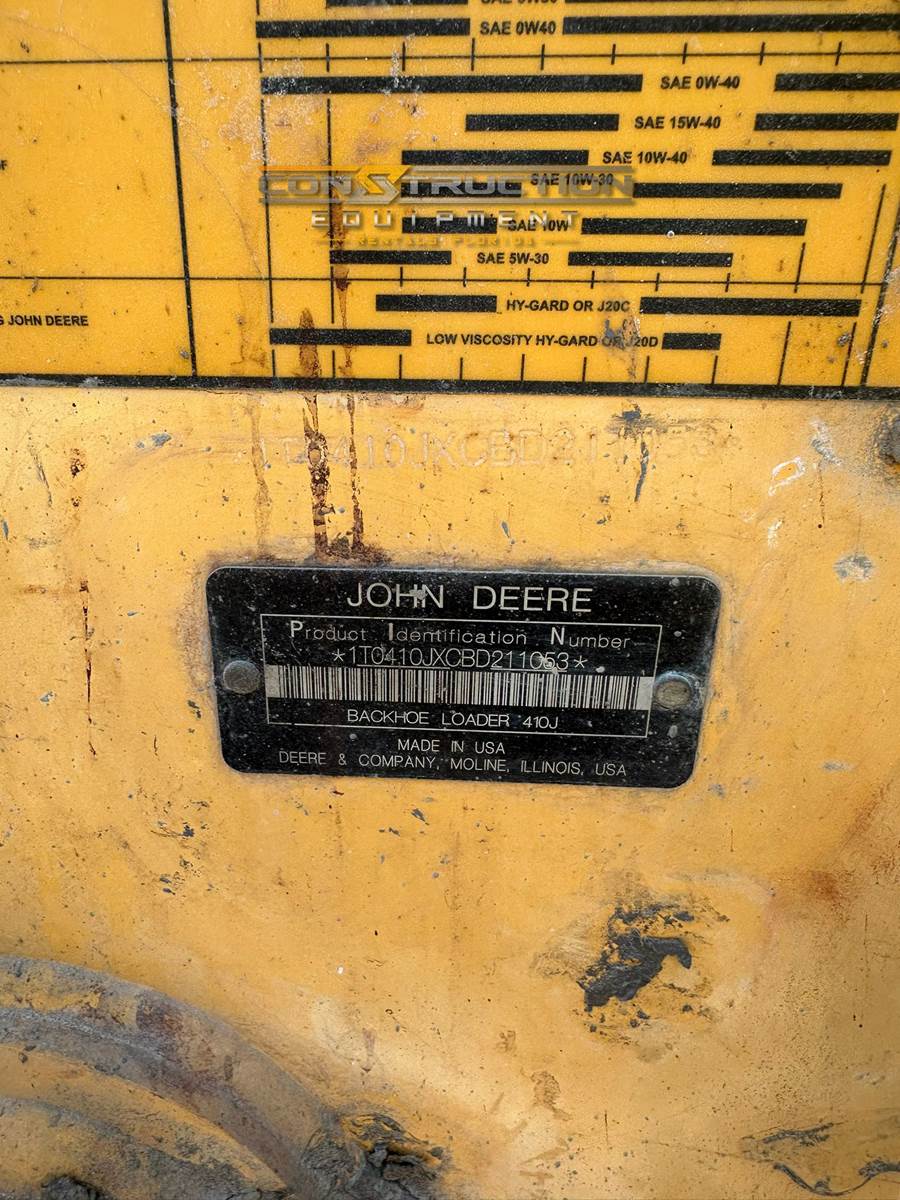 SAE 0W40
SAE 0W-40
SAE 15W-40
SAE 10W-40
SAE 10W-30
CONSTRUCTION
EQUIPMENT
RENTALS FLORIDA
SAE 10W
SAE 5W-30
HY-GARD OR J20C
JOHN DEERE
LOW VISCOSITY HY-GARD OR J20D
JOHN DEERE
Product Identification Number
*1T0410JXCBD211053*
BACKHOE LOADER 410J
MADE IN USA
DEERE & COMPANY, MOLINE, ILLINOIS, USA